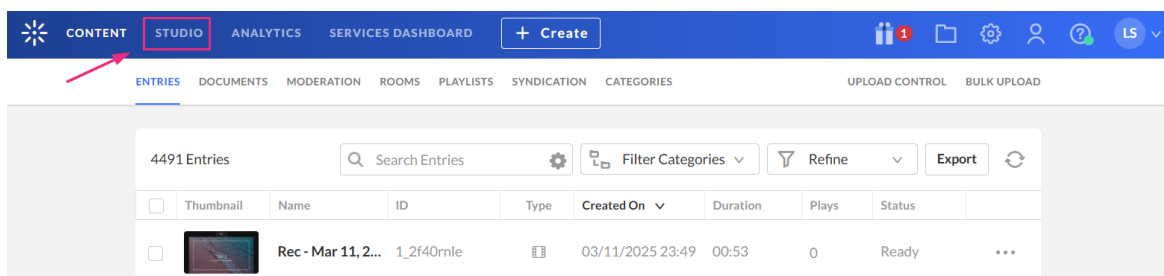 CONTENT STUDIO ANALYTICS SERVICES DASHBOARD + Create 1 LS
ENTRIES DOCUMENTS MODERATION ROOMS PLAYLISTS SYNDICATION CATEGORIES UPLOAD CONTROL BULK UPLOAD
4491 Entries Search Entries Filter Categories Refine Export
Thumbnail Name ID Type Created On Duration Plays Status
Rec - Mar 11, 2... 1_2f40rnle 03/11/2025 23:49 00:53 0 Ready